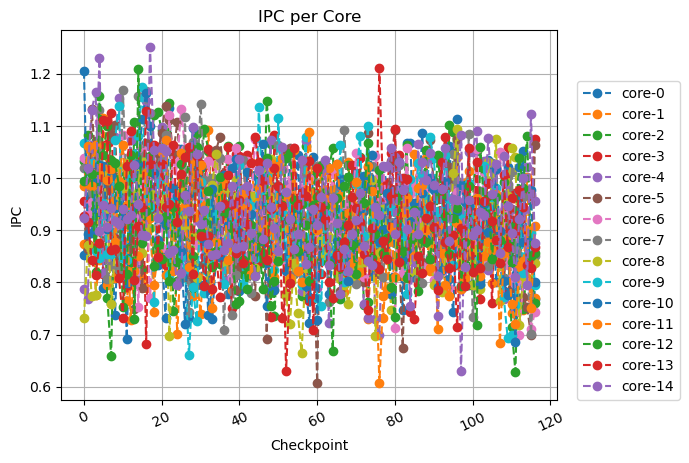 IPC per Core
IPC
1.2
1.1
1.0
0.9
0.8
0.7
0.6
0
20
40
60
80
100
120
Checkpoint
core-0
core-1
core-2
core-3
core-4
core-5
core-6
core-7
core-8
core-9
core-10
core-11
core-12
core-13
core-14